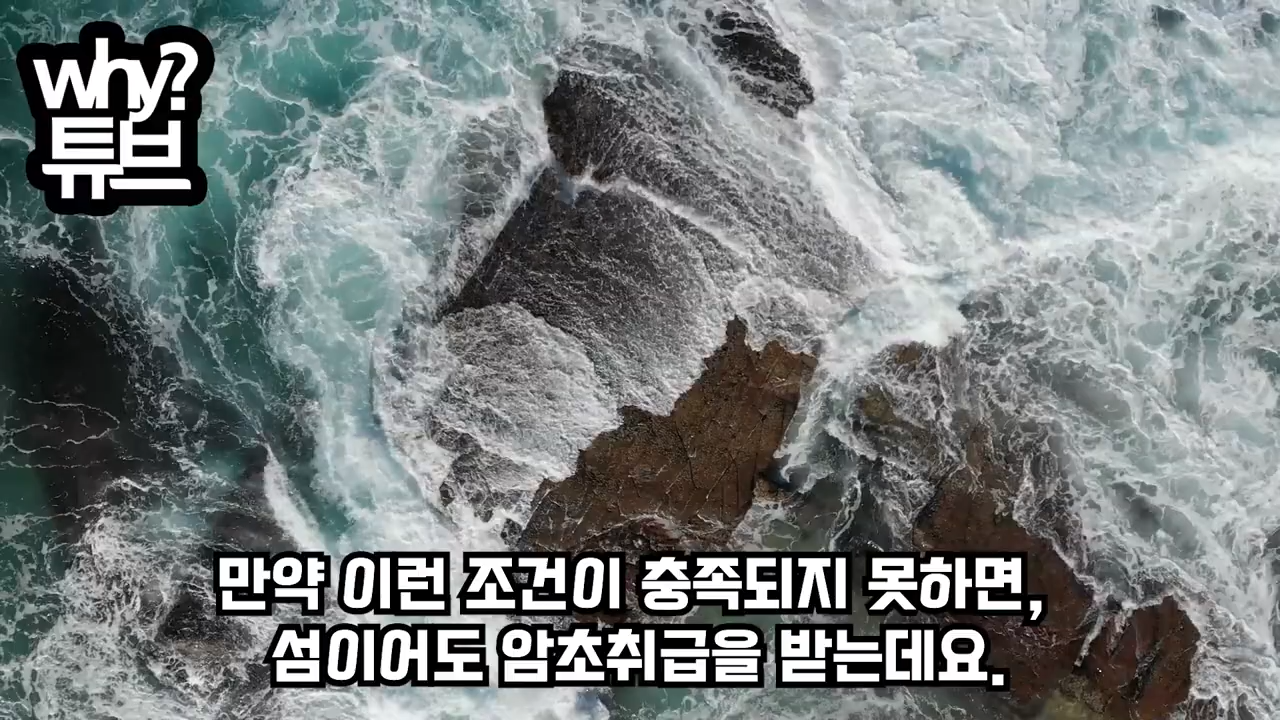 why?
튜브
만약 이런 조건이 충족되지 못하면,
섬이어도 암초취급을 받는데요.